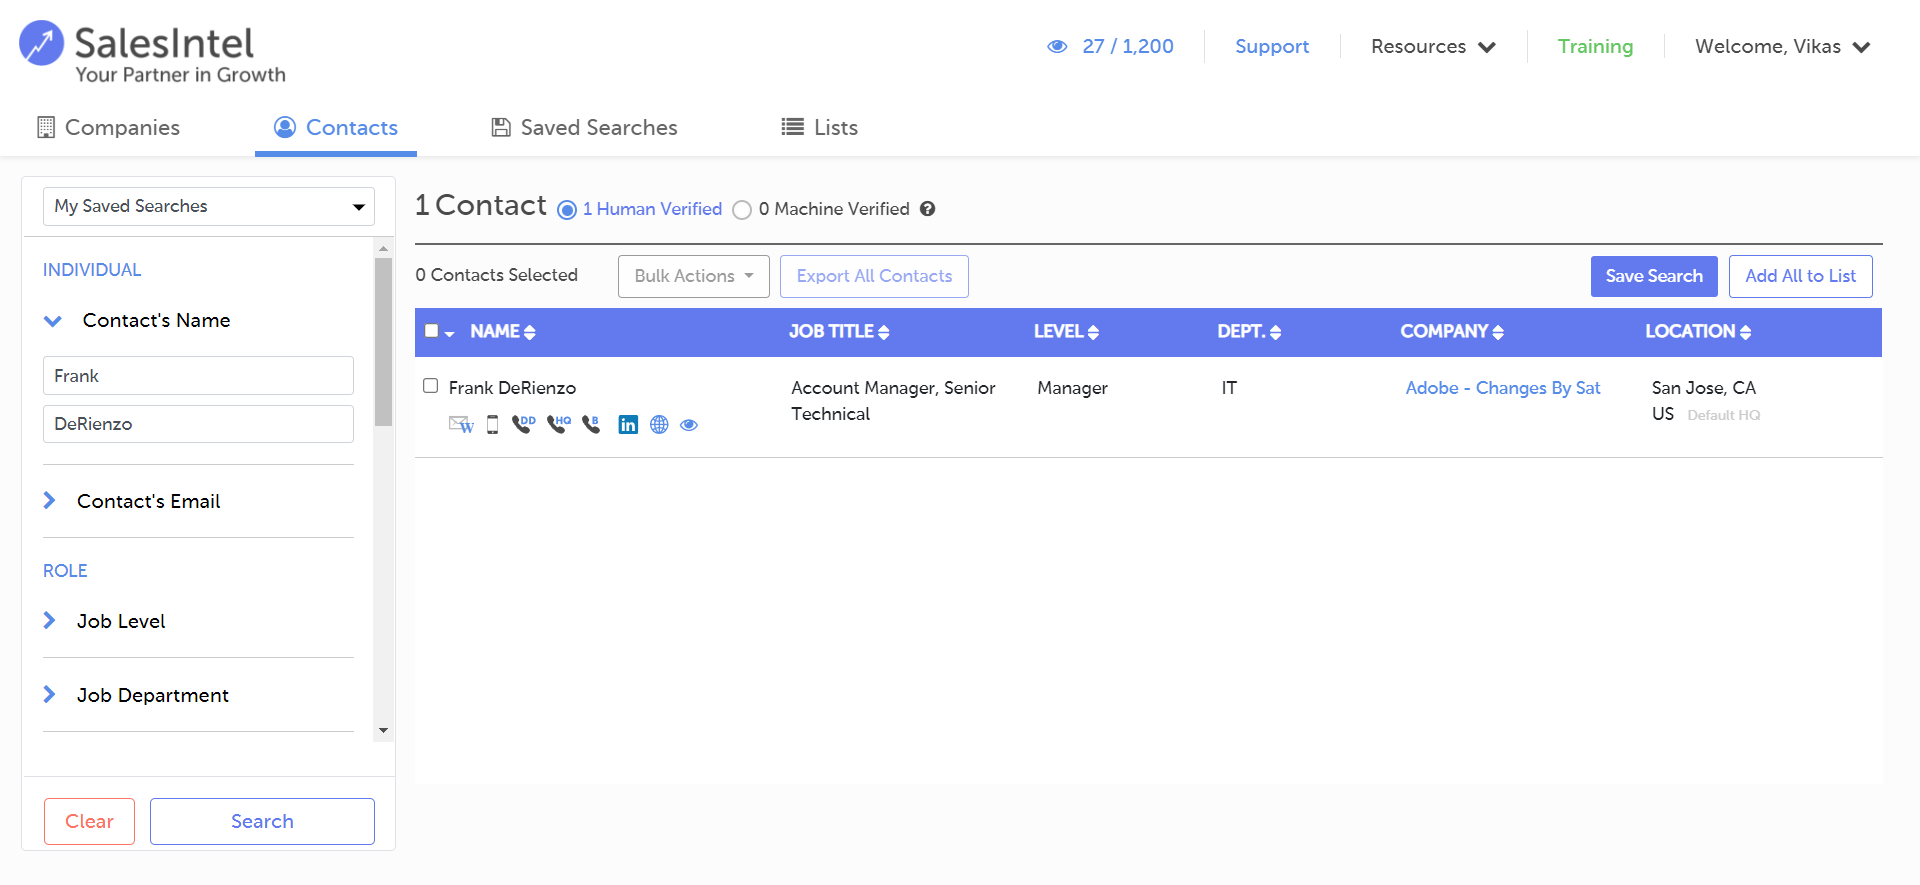 SalesIntel
Your Partner in Growth
27 / 1,200
Support
Resources
Training
Welcome, Vikas
Companies
Contacts
Saved Searches
Lists
My Saved Searches
INDIVIDUAL
Contact's Name
Frank
DeRienzo
Contact's Email
ROLE
Job Level
Job Department
Clear
Search
1 Contact
1 Human Verified
0 Machine Verified
?
0 Contacts Selected
Bulk Actions
Export All Contacts
Save Search
Add All to List
NAME
JOB TITLE
LEVEL
DEPT.
COMPANY
LOCATION
Frank DeRienzo
W
DD
HQ
B
in
Account Manager, Senior
Technical
Manager
IT
Adobe - Changes By Sat
San Jose, CA
US Default HQ